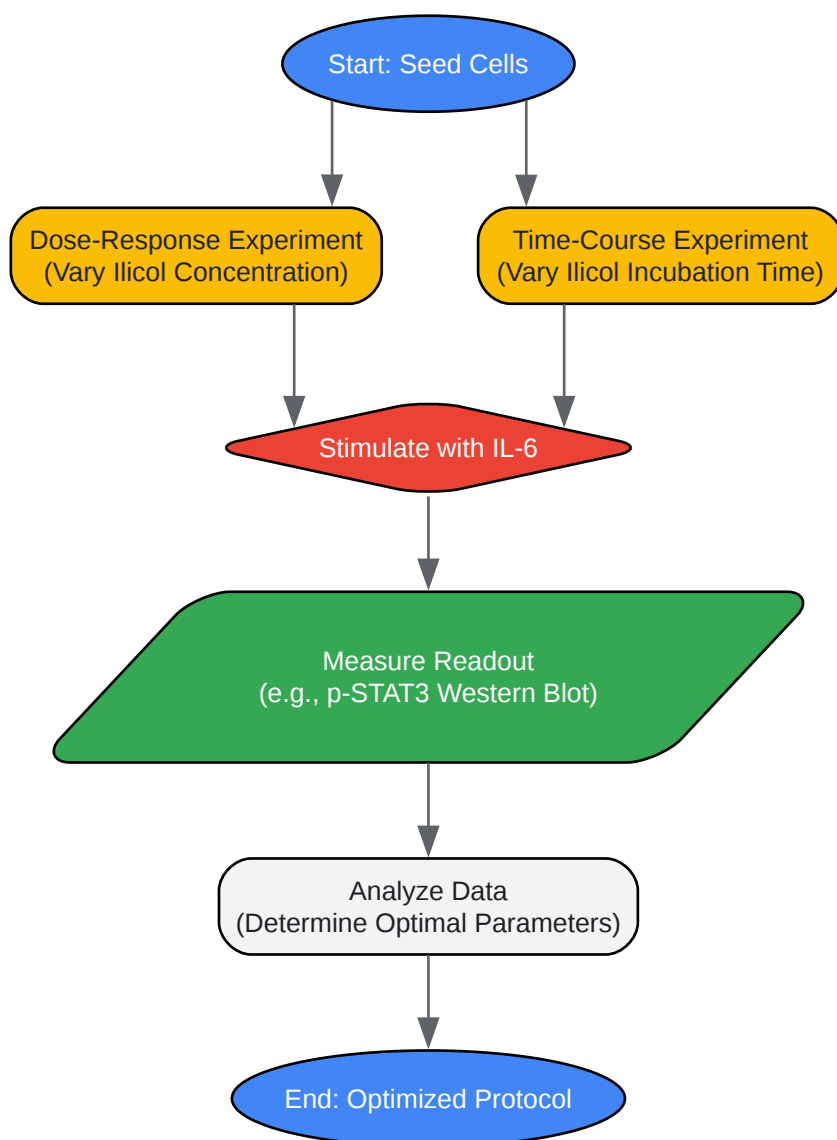 Start: Seed Cells
Dose-Response Experiment
(Vary Ilicol Concentration)
Time-Course Experiment
(Vary Ilicol Incubation Time)
Stimulate with IL-6
Measure Readout
(e.g., p-STAT3 Western Blot)
Analyze Data
(Determine Optimal Parameters)
End: Optimized Protocol